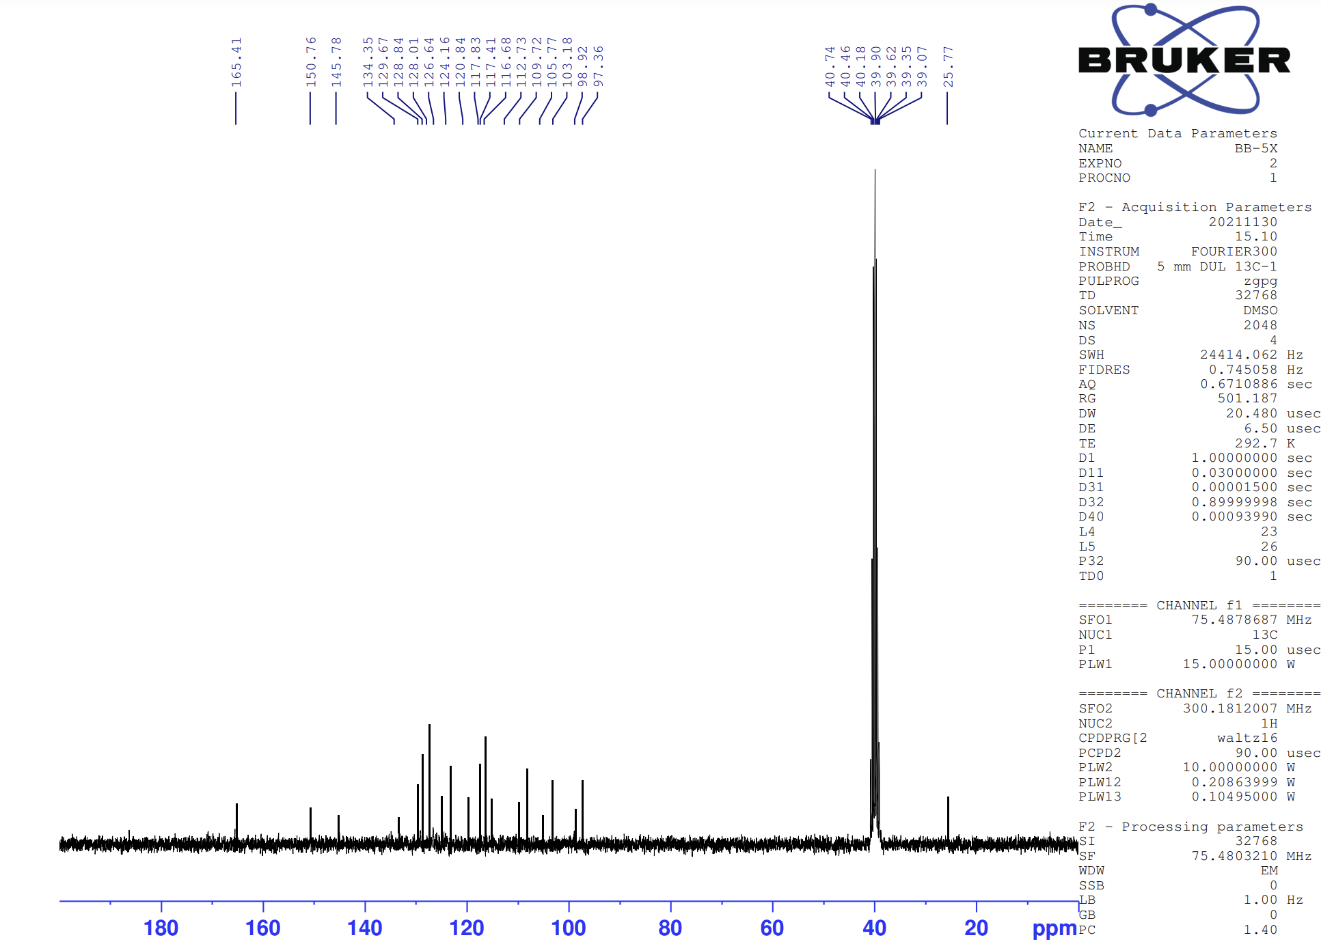 165.41
150.76
145.78
134.35
129.67
128.84
128.01
126.64
124.16
120.84
117.83
117.41
116.68
112.73
109.72
105.77
103.18
98.92
97.36
40.74
40.46
40.18
39.90
39.62
39.35
39.07
25.77
BRUKER
Current Data Parameters
NAME BB-5X
EXPNO 2
PROCNO 1
F2 - Acquisition Parameters
Date_ 20211130
Time 15.10
INSTRUM FOURIER300
PROBHD 5 mm DUL 13C-1
PULPROG zgpg
TD 32768
SOLVENT DMSO
NS 2048
DS 4
SWH 24414.062 Hz
FIDRES 0.745058 Hz
AQ 0.6710886 sec
RG 501.187
DW 20.480 usec
DE 6.50 usec
TE 292.7 K
D1 1.00000000 sec
D11 0.03000000 sec
D31 0.00001500 sec
D32 0.89999998 sec
D40 0.00093990 sec
L4 23
L5 26
P32 90.00 usec
TD0 1
======== CHANNEL f1 ========
SFO1 75.4878687 MHz
NUC1 13C
P1 15.00 usec
PLW1 15.00000000 W
======== CHANNEL f2 ========
SFO2 300.1812007 MHz
NUC2 1H
CPDPRG[2 waltz16
PCPD2 90.00 usec
PLW2 10.00000000 W
PLW12 0.20863999 W
PLW13 0.10495000 W
F2 - Processing parameters
SI 32768
SF 75.4803210 MHz
WDW EM
SSB 0
LB 1.00 Hz
GB 0
PC 1.40
180 160 140 120 100 80 60 40 20 ppm